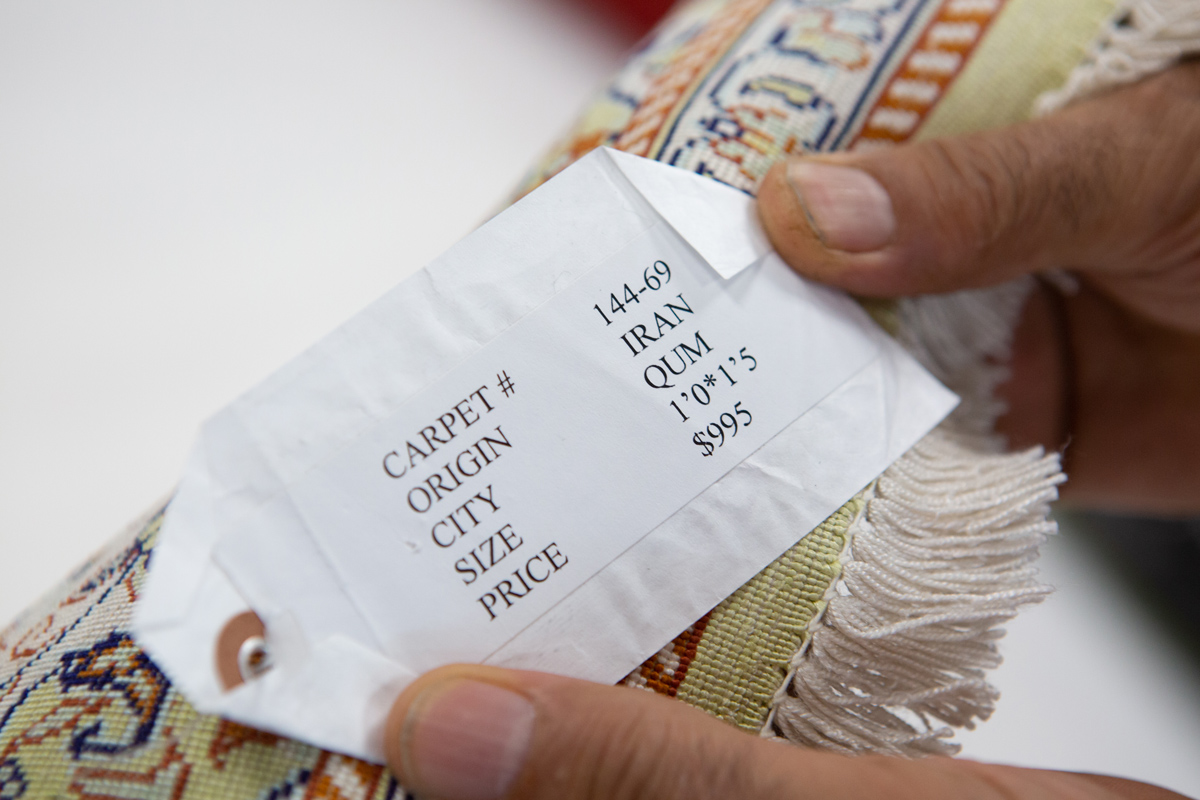 CARPET # 144-69
ORIGIN IRAN
CITY QUM
SIZE 1'0*1'5
PRICE $995